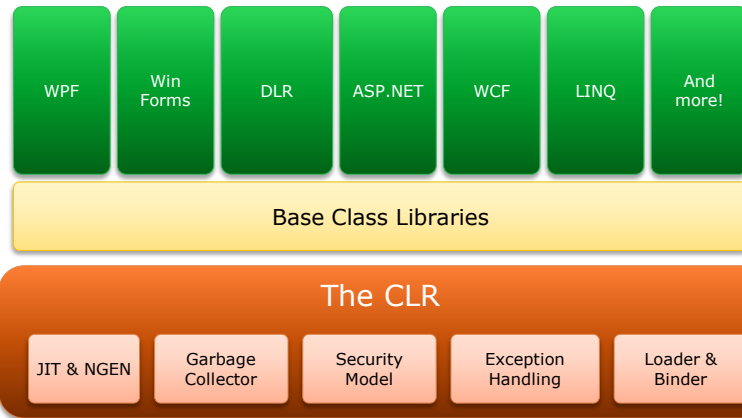 WPF
Win
Forms
DLR
ASP.NET
WCF
LINQ
And
more!
Base Class Libraries
The CLR
JIT & NGEN
Garbage
Collector
Security
Model
Exception
Handling
Loader &
Binder